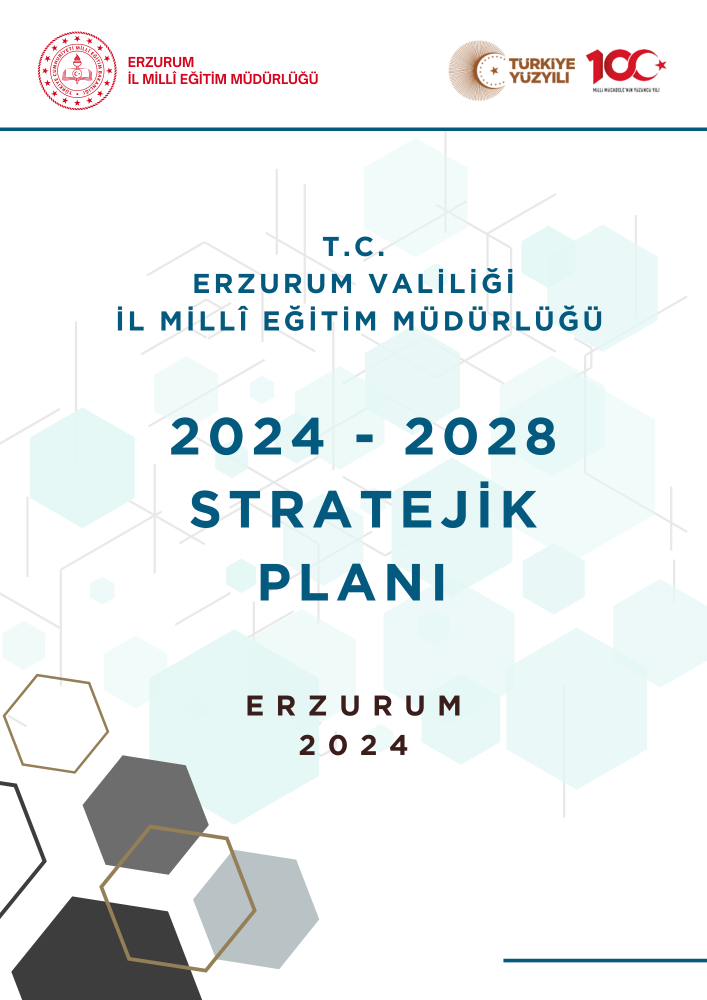 TÜRKİYE CUMHURİYETİ MİLLİ EĞİTİM BAKANLIĞI
ERZURUM
İL MİLLÎ EĞİTİM MÜDÜRLÜĞÜ
TÜRKİYE
YÜZYILI
100
MİLLİ MÜCADELE'NİN YÜZÜNCÜ YILI
T.C.
ERZURUM VALİLİĞİ
İL MİLLÎ EĞİTİM MÜDÜRLÜĞÜ
2024 - 2028
STRATEJİK
PLANI
ERZURUM
2024